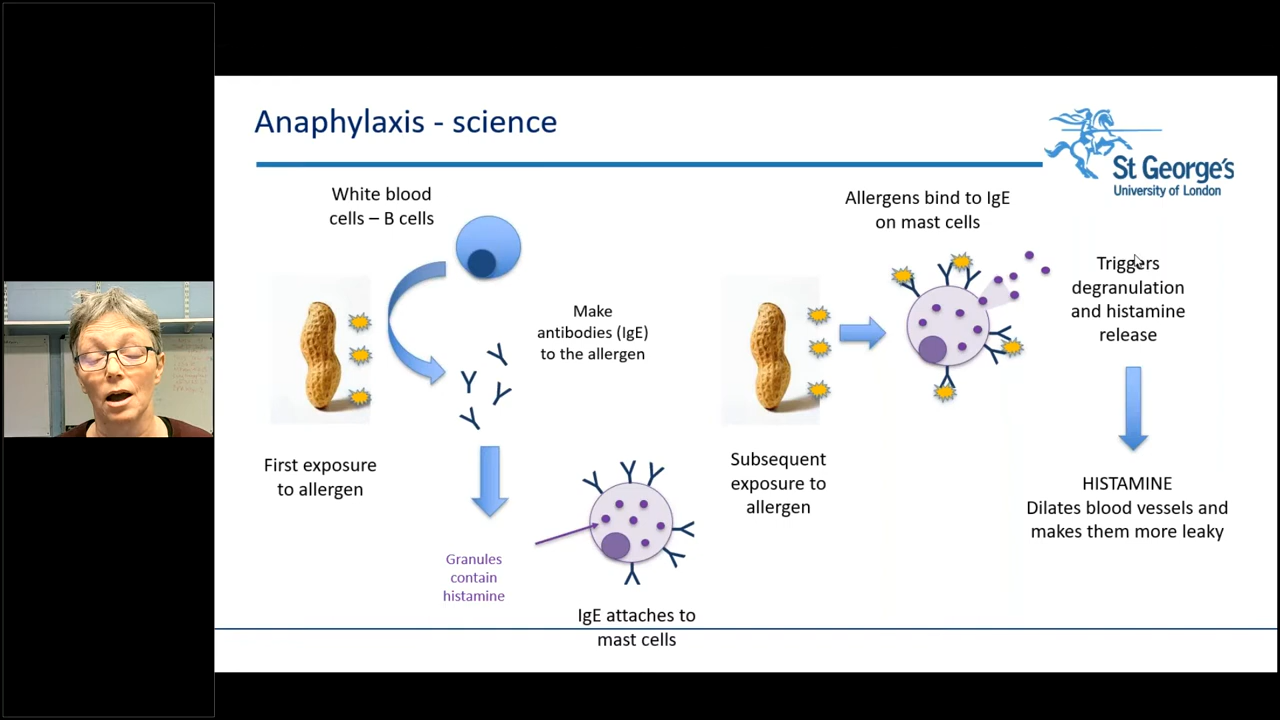 Anaphylaxis - science
St George's
University of London
White blood
cells – B cells
Make
antibodies (IgE)
to the allergen
First exposure
to allergen
Granules
contain
histamine
IgE attaches to
mast cells
Subsequent
exposure to
allergen
Allergens bind to IgE
on mast cells
Triggers
degranulation
and histamine
release
HISTAMINE
Dilates blood vessels and
makes them more leaky